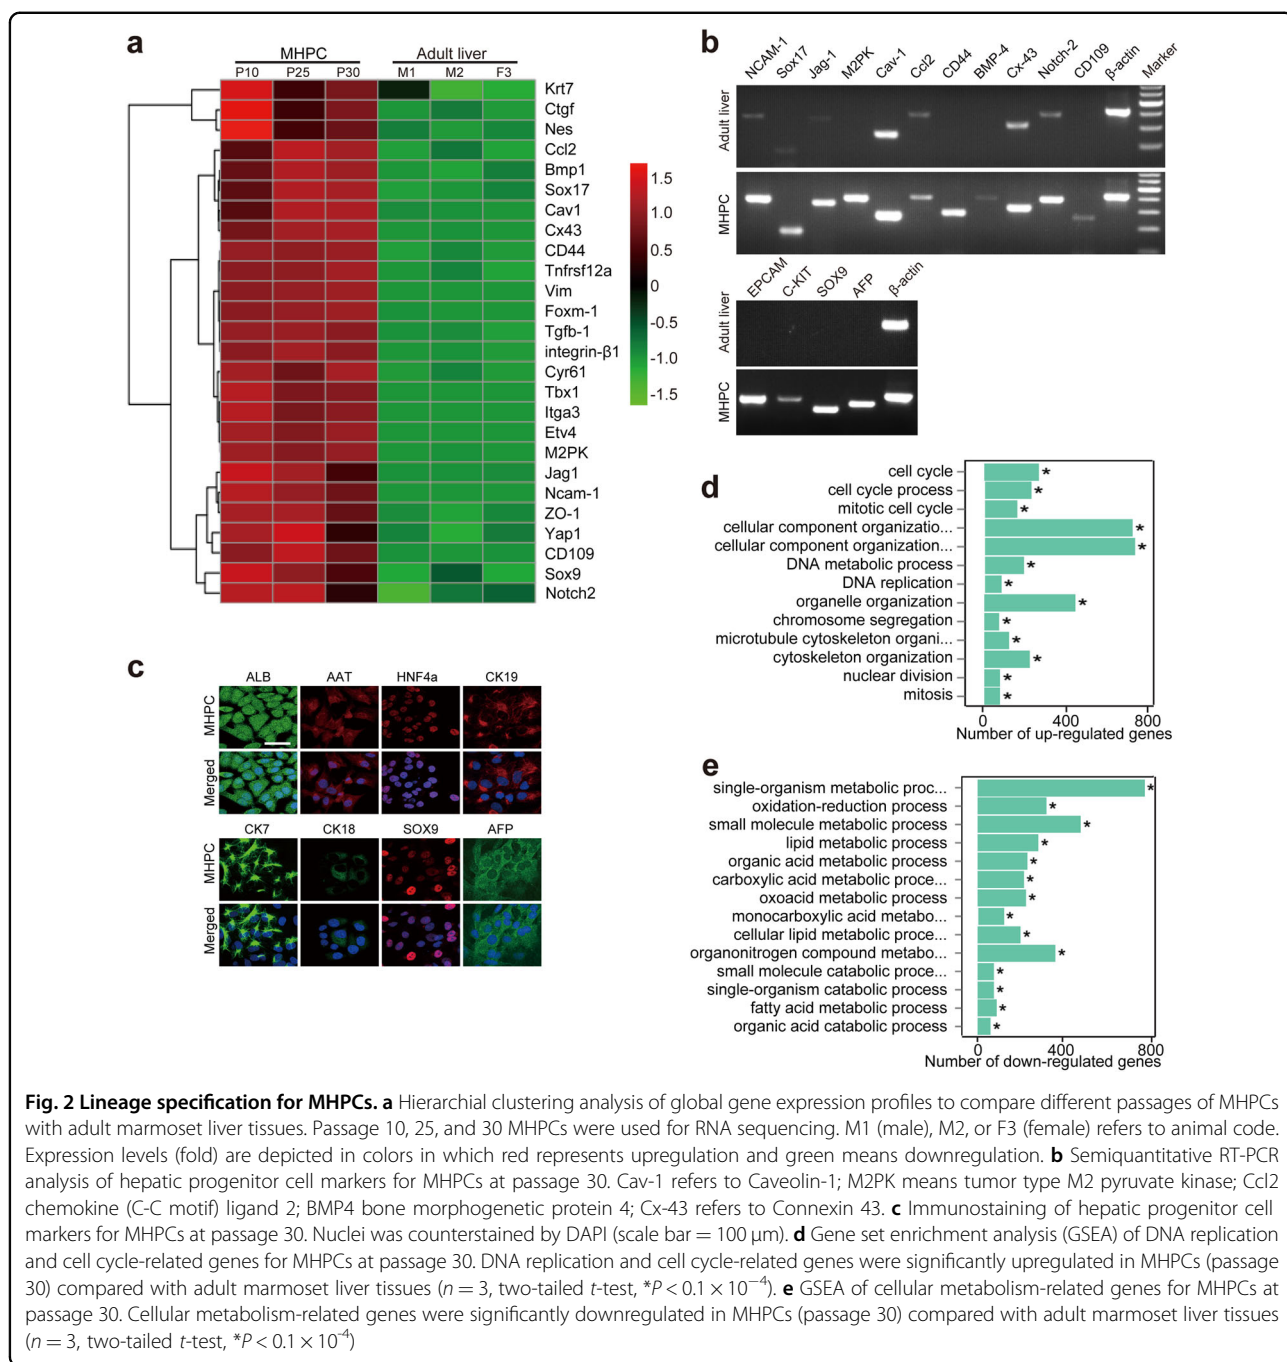 a
MHPC Adult liver
P10 P25 P30 M1 M2 F3
Krt7
Ctgf
Nes
Ccl2
Bmp1
Sox17
Cav1
Cx43
CD44
Tnfrsf12a
Vim
Foxm-1
Tgfb-1
integrin-β1
Cyr61
Tbx1
Itga3
Etv4
M2PK
Jag1
Ncam-1
ZO-1
Yap1
CD109
Sox9
Notch2
1.5
1.0
0.5
0
-0.5
-1.0
-1.5
b
NCAM-1 Sox17 Jag-1 M2PK Cav-1 Ccl2 CD44 BMP-4 Cx-43 Notch-2 CD109 β-actin Marker
Adult liver
MHPC
EPCAM C-KIT SOX9 AFP β-actin
Adult liver
MHPC
c
ALB AAT HNF4a CK19
MHPC
Merged
CK7 CK18 SOX9 AFP
MHPC
Merged
d
cell cycle *
cell cycle process *
mitotic cell cycle *
cellular component organizatio... *
cellular component organization... *
DNA metabolic process *
DNA replication *
organelle organization *
chromosome segregation *
microtubule cytoskeleton organi... *
cytoskeleton organization *
nuclear division *
mitosis *
0 400 800
Number of up-regulated genes
e
single-organism metabolic proc... *
oxidation-reduction process *
small molecule metabolic process *
lipid metabolic process *
organic acid metabolic process *
carboxylic acid metabolic proce... *
oxoacid metabolic process *
monocarboxylic acid metabo... *
cellular lipid metabolic proce... *
organonitrogen compound metabo... *
small molecule catabolic proce... *
single-organism catabolic process *
fatty acid metabolic process *
organic acid catabolic process *
0 400 800
Number of down-regulated genes
Fig. 2 Lineage specification for MHPCs. a Hierarchial clustering analysis of global gene expression profiles to compare different passages of MHPCs
with adult marmoset liver tissues. Passage 10, 25, and 30 MHPCs were used for RNA sequencing. M1 (male), M2, or F3 (female) refers to animal code.
Expression levels (fold) are depicted in colors in which red represents upregulation and green means downregulation. b Semiquantitative RT-PCR
analysis of hepatic progenitor cell markers for MHPCs at passage 30. Cav-1 refers to Caveolin-1; M2PK means tumor type M2 pyruvate kinase; Ccl2
chemokine (C-C motif) ligand 2; BMP4 bone morphogenetic protein 4; Cx-43 refers to Connexin 43. c Immunostaining of hepatic progenitor cell
markers for MHPCs at passage 30. Nuclei was counterstained by DAPI (scale bar = 100 μm). d Gene set enrichment analysis (GSEA) of DNA replication
and cell cycle-related genes for MHPCs at passage 30. DNA replication and cell cycle-related genes were significantly upregulated in MHPCs (passage
30) compared with adult marmoset liver tissues (n = 3, two-tailed t-test, *P < 0.1 × 10⁻⁴). e GSEA of cellular metabolism-related genes for MHPCs at
passage 30. Cellular metabolism-related genes were significantly downregulated in MHPCs (passage 30) compared with adult marmoset liver tissues
(n = 3, two-tailed t-test, *P < 0.1 × 10⁻⁴)